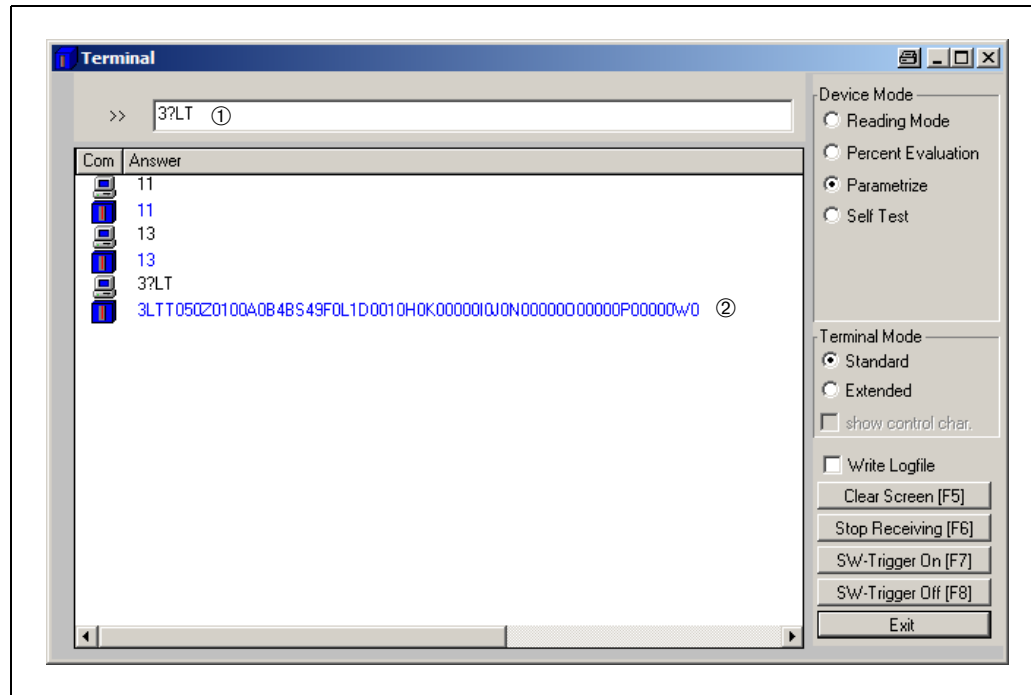 Terminal
>> 3?LT ①
Com Answer
11
11
13
13
3?LT
3LTT050Z0100A0B4BS49F0L1D0010H0K00000I0J0N00000O00000P00000W0 ②
Device Mode
Reading Mode
Percent Evaluation
Parametrize
Self Test
Terminal Mode
Standard
Extended
show control char.
Write Logfile
Clear Screen [F5]
Stop Receiving [F6]
SW-Trigger On [F7]
SW-Trigger Off [F8]
Exit